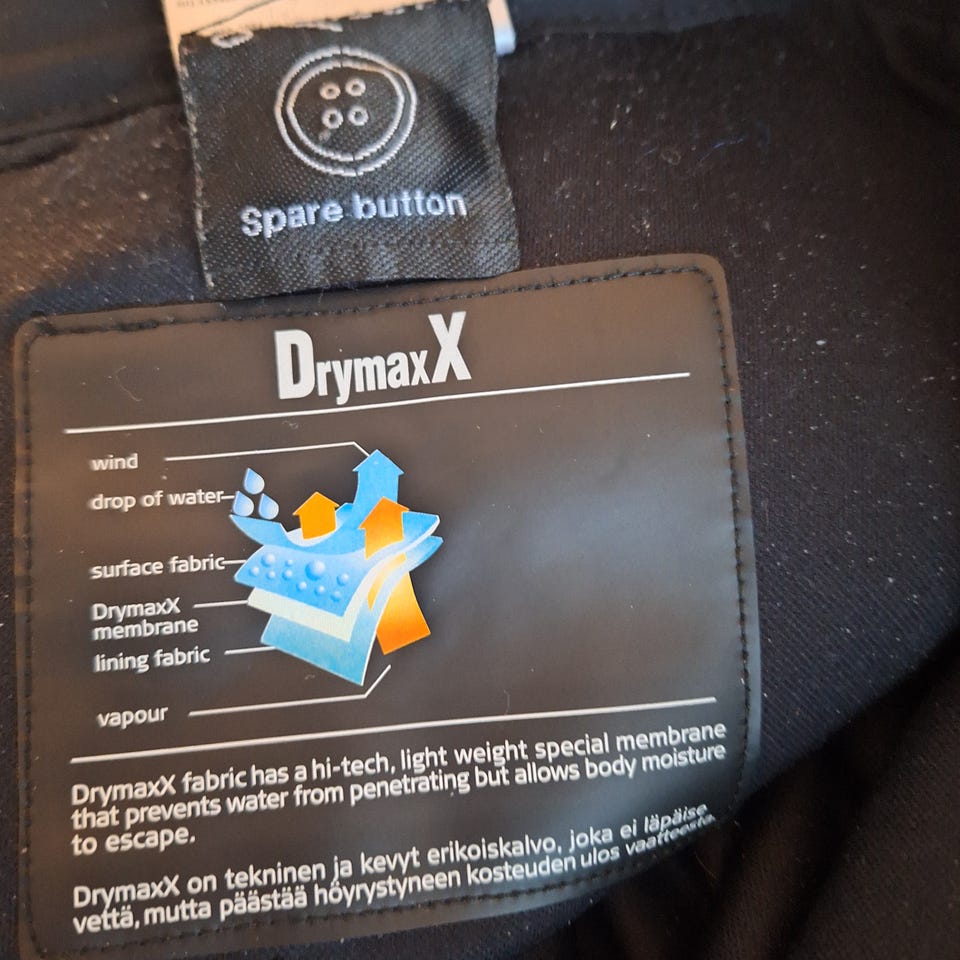 Spare button
DrymaxX
wind
drop of water
surface fabric
DrymaxX
membrane
lining fabric
vapour
DrymaxX fabric has a hi-tech, light weight special membrane
that prevents water from penetrating but allows body moisture
to escape.
DrymaxX on tekninen ja kevyt erikoiskalvo, joka ei läpäise
vettä, mutta päästää höyrystyneen kosteuden ulos vaatteesta.